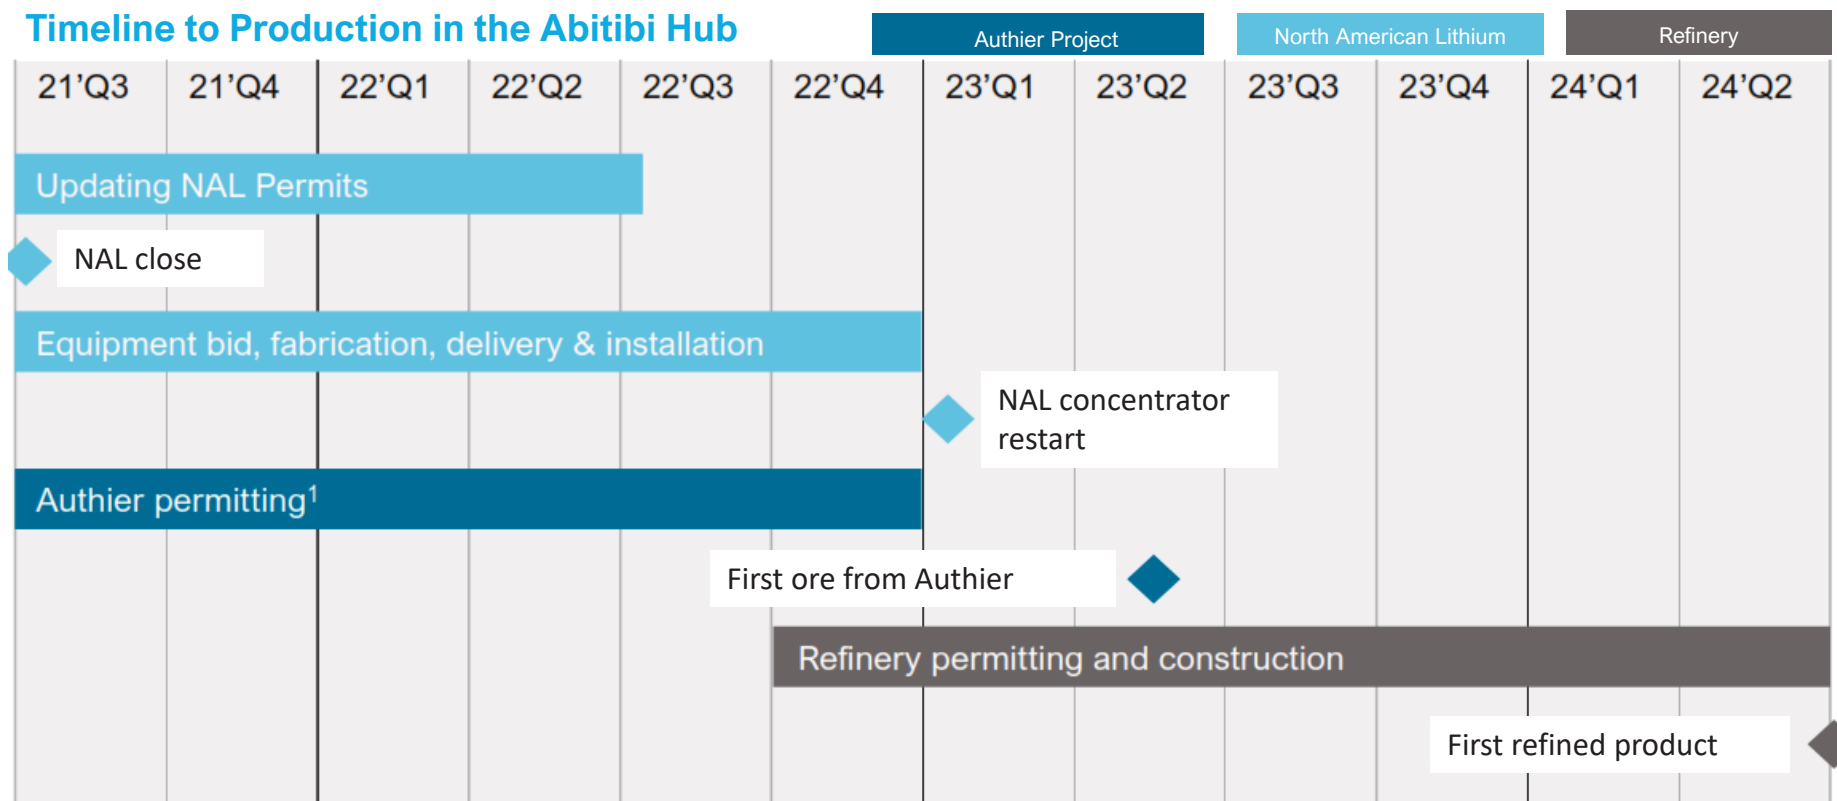 Timeline to Production in the Abitibi Hub
Authier Project
North American Lithium
Refinery
21'Q3 21'Q4 22'Q1 22'Q2 22'Q3 22'Q4 23'Q1 23'Q2 23'Q3 23'Q4 24'Q1 24'Q2
Updating NAL Permits
NAL close
Equipment bid, fabrication, delivery & installation
NAL concentrator
restart
Authier permitting¹
First ore from Authier
Refinery permitting and construction
First refined product